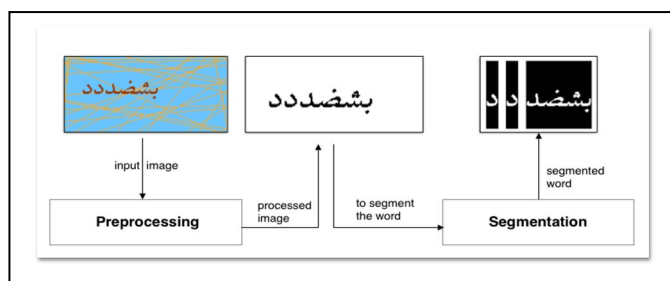 بشضددد
بشضددد
بشضد د د
input image
processed image
to segment the word
segmented word
Preprocessing
Segmentation